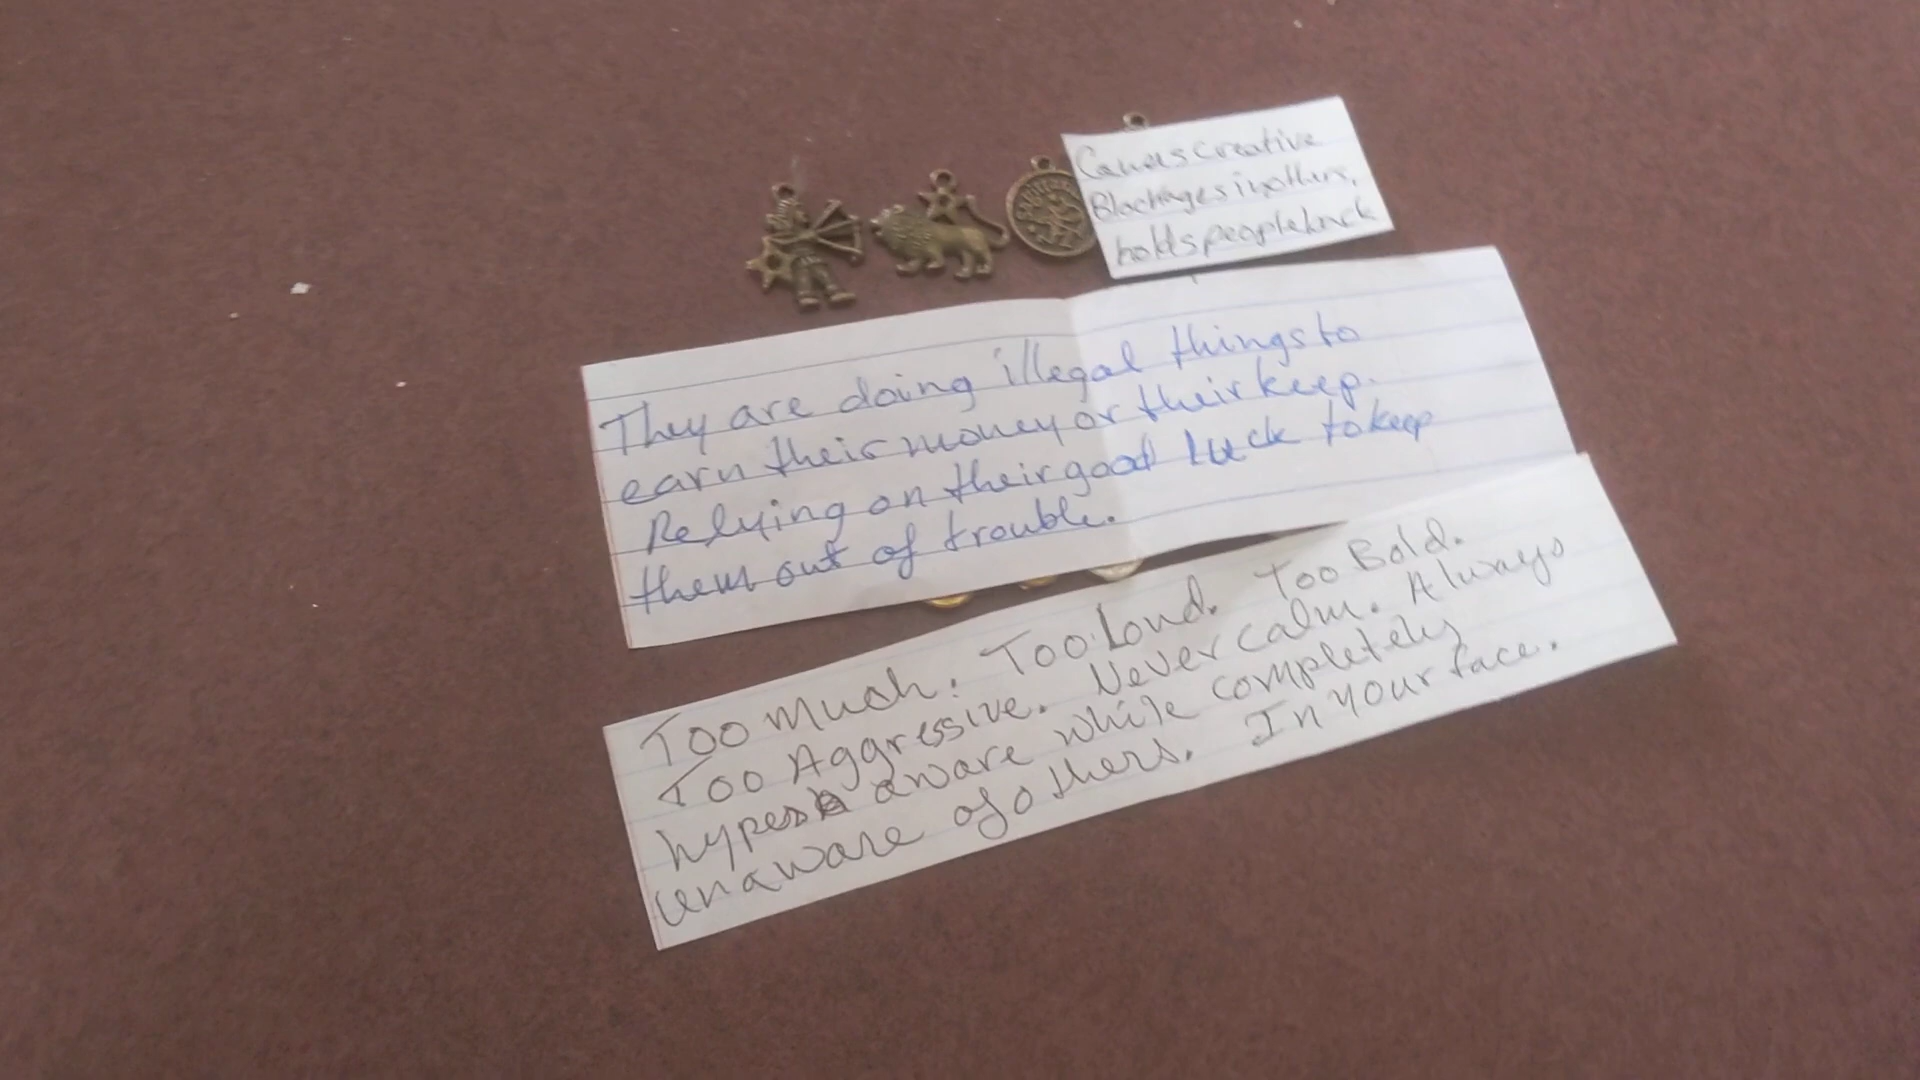 Causes Creative
Blockages in others,
holds people back
They are doing illegal things to
earn their money or their keep.
Relying on their good luck to keep
them out of trouble.
Too Much. Too Loud. Too Bold.
Too Aggressive. Never calm. Always
hyper aware while completely
unaware of others. In your face.